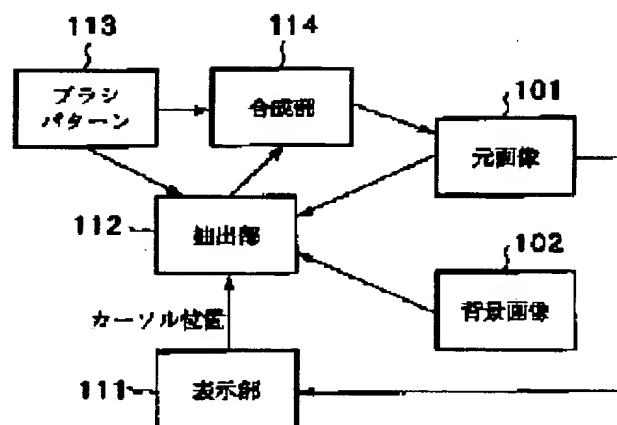 113
114
ブラシ
パターン
合成部
101
元画像
112
抽出部
102
背景画像
カーソル位置
111
表示部